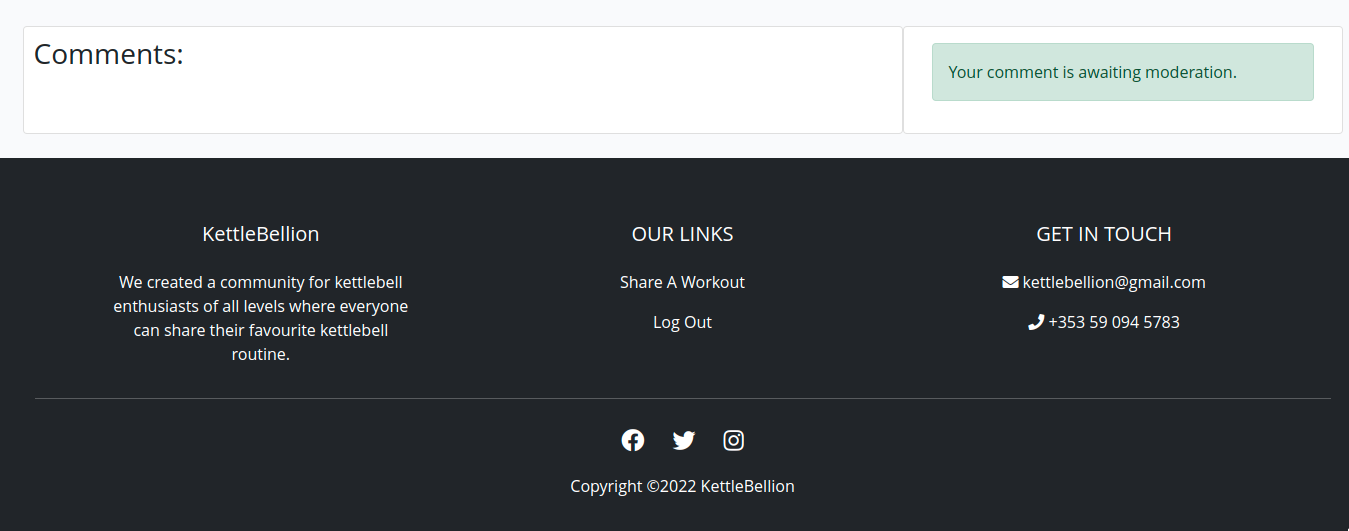 Comments:
Your comment is awaiting moderation.
KettleBellion
We created a community for kettlebell
enthusiasts of all levels where everyone
can share their favourite kettlebell
routine.
OUR LINKS
Share A Workout
Log Out
GET IN TOUCH
kettlebellion@gmail.com
+353 59 094 5783
Copyright ©2022 KettleBellion